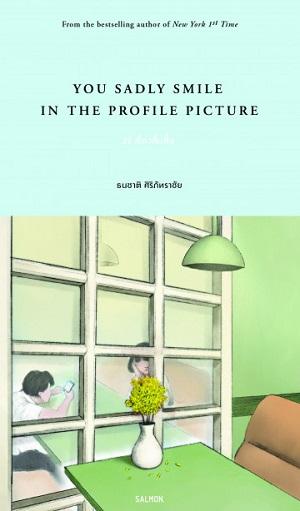 From the bestselling author of New York 1st Time
YOU SADLY SMILE
IN THE PROFILE PICTURE
ธนชาติ ศิริภัทราชัย
SALMON